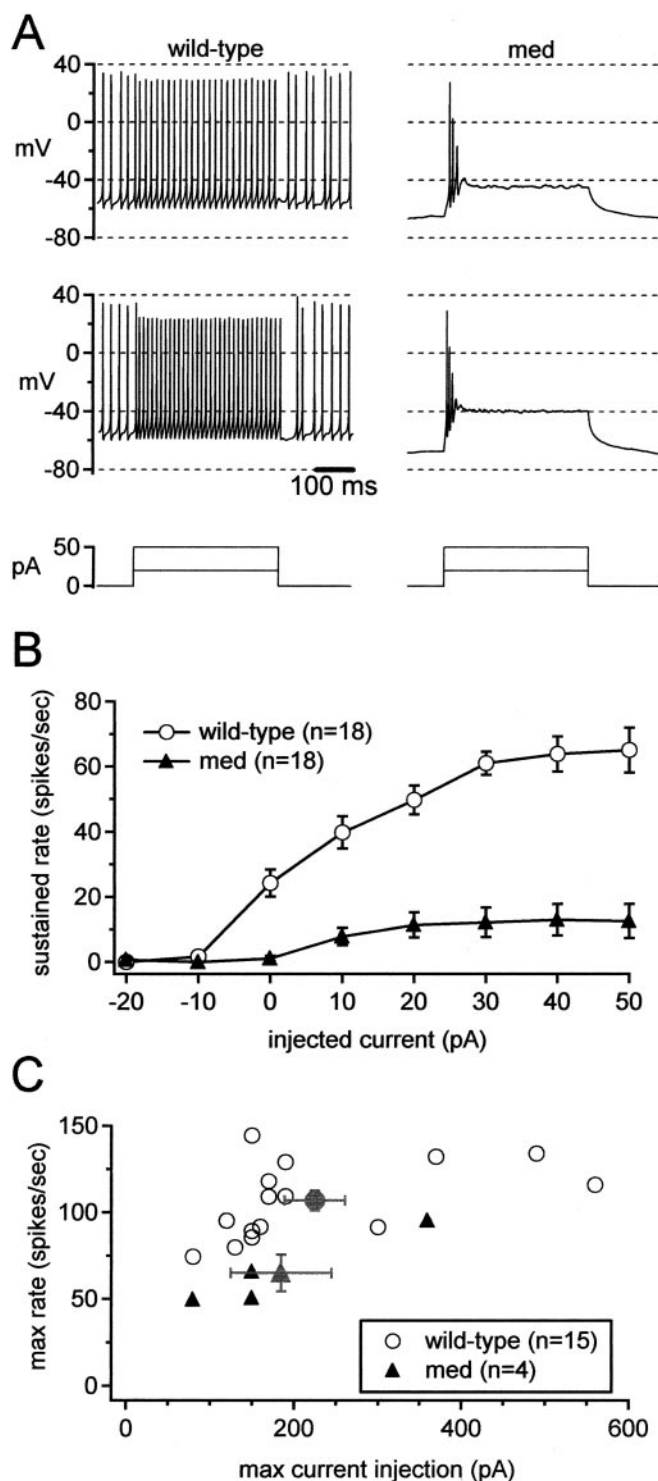 A
wild-type med
40
0
mV
-40
-80
40
0
mV
-40
-80
100 ms
50
pA
0
B
80
60
40
20
0
sustained rate (spikes/sec)
wild-type (n=18)
med (n=18)
-20 -10 0 10 20 30 40 50
injected current (pA)
C
150
100
50
0
max rate (spikes/sec)
wild-type (n=15)
med (n=4)
0 200 400 600
max current injection (pA)